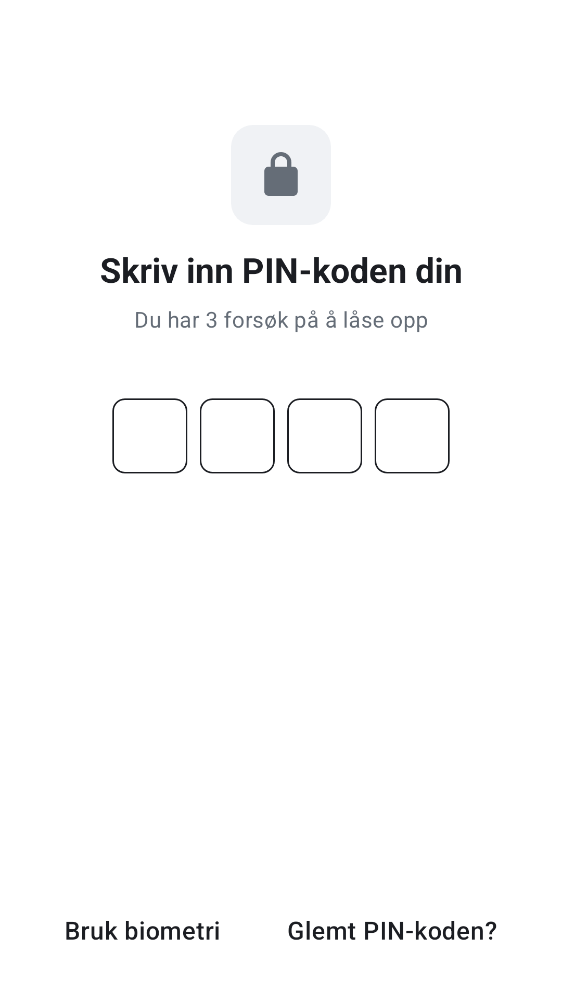 Skriv inn PIN-koden din
Du har 3 forsøk på å låse opp
Bruk biometri
Glemt PIN-koden?